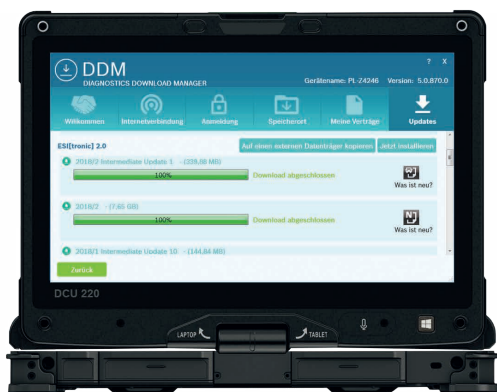 DDM
DIAGNOSTICS DOWNLOAD MANAGER
? X
Gerätename: PL-Z4246 Version: 5.0.870.0
Willkommen Internetverbindung Anmeldung Speicherort Meine Verträge Updates
ESI[tronic] 2.0 Auf einen externen Datenträger kopieren Jetzt installieren
2018/2 Intermediate Update 1 - (328,08 MB)
100% Download abgeschlossen Was ist neu?
2018/2 - (7,65 GB)
100% Download abgeschlossen Was ist neu?
2018/1 Intermediate Update 10 - (144,84 MB)
Zurück
DCU 220
LAPTOP TABLET